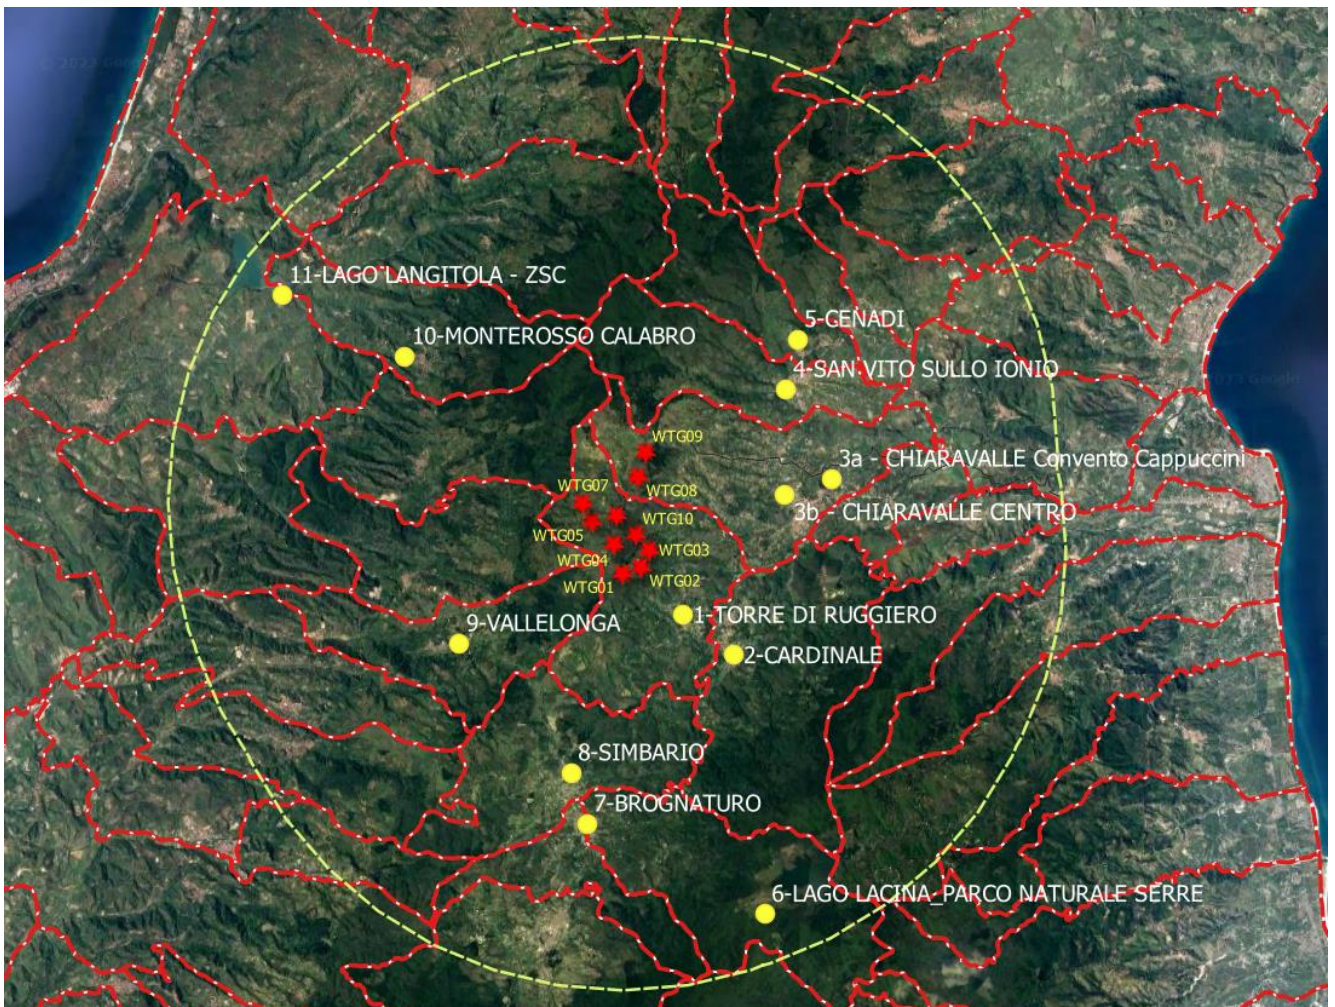 11-LAGO LANGITOLA - ZSC
5-CENADI
10-MONTEROSSO CALABRO
4-SAN VITO SULLO IONIO
WTG09
3a - CHIARAVALLE Convento Cappuccini
WTG07
WTG08
3b - CHIARAVALLE CENTRO
WTG10
WTG05
WTG03
WTG04
WTG02
WTG01
1-TORRE DI RUGGIERO
9-VALLELONGA
2-CARDINALE
8-SIMBARIO
7-BROGNATURO
6-LAGO LACINA_PARCO NATURALE SERRE